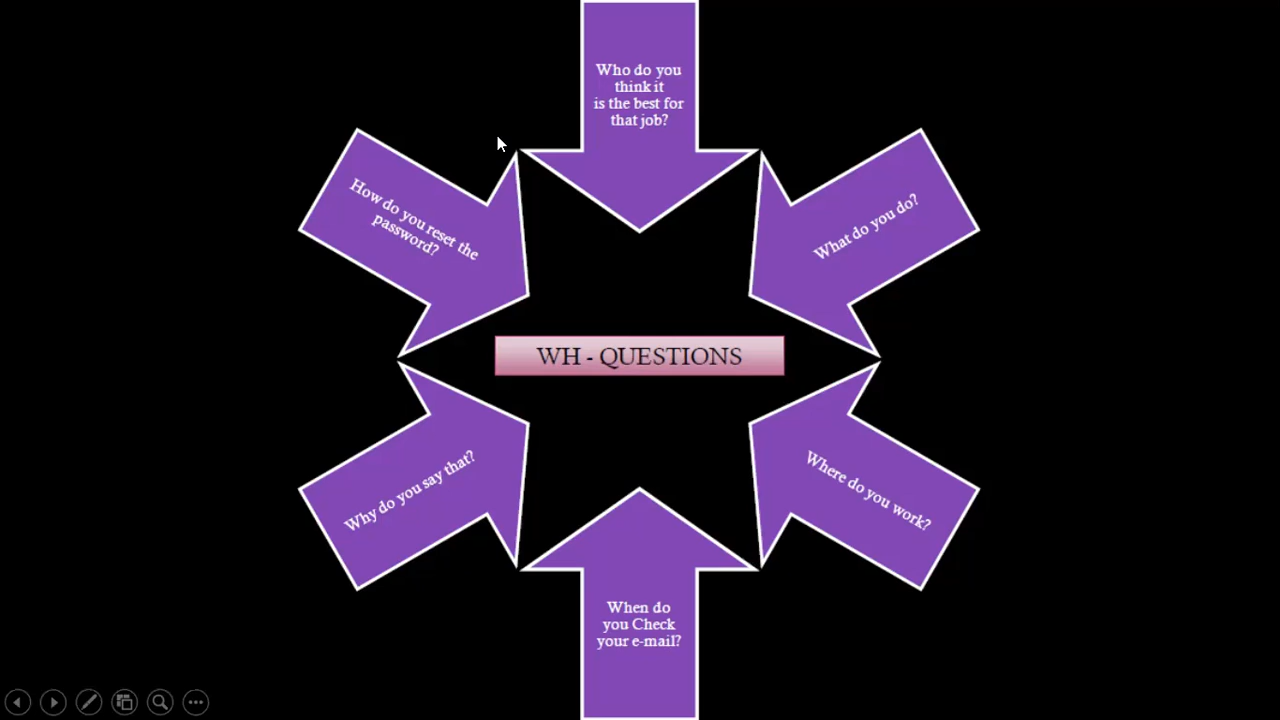 Who do you
think it
is the best for
that job?
What do you do?
Where do you work?
When do
you Check
your e-mail?
Why do you say that?
How do you reset the
password?
WH - QUESTIONS